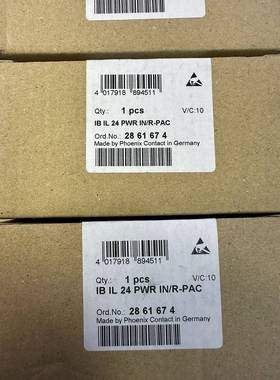 4 017918 894511
Qty.: 1 pcs V/C:10
IB IL 24 PWR IN/R-PAC
Ord.No.: 28 61 67 4
Made by Phoenix Contact in Germany
4 017918 894511
Qty.: 1 pcs V/C:10
IB IL 24 PWR IN/R-PAC
Ord.No.: 28 61 67 4
Made by Phoenix Contact in Germany